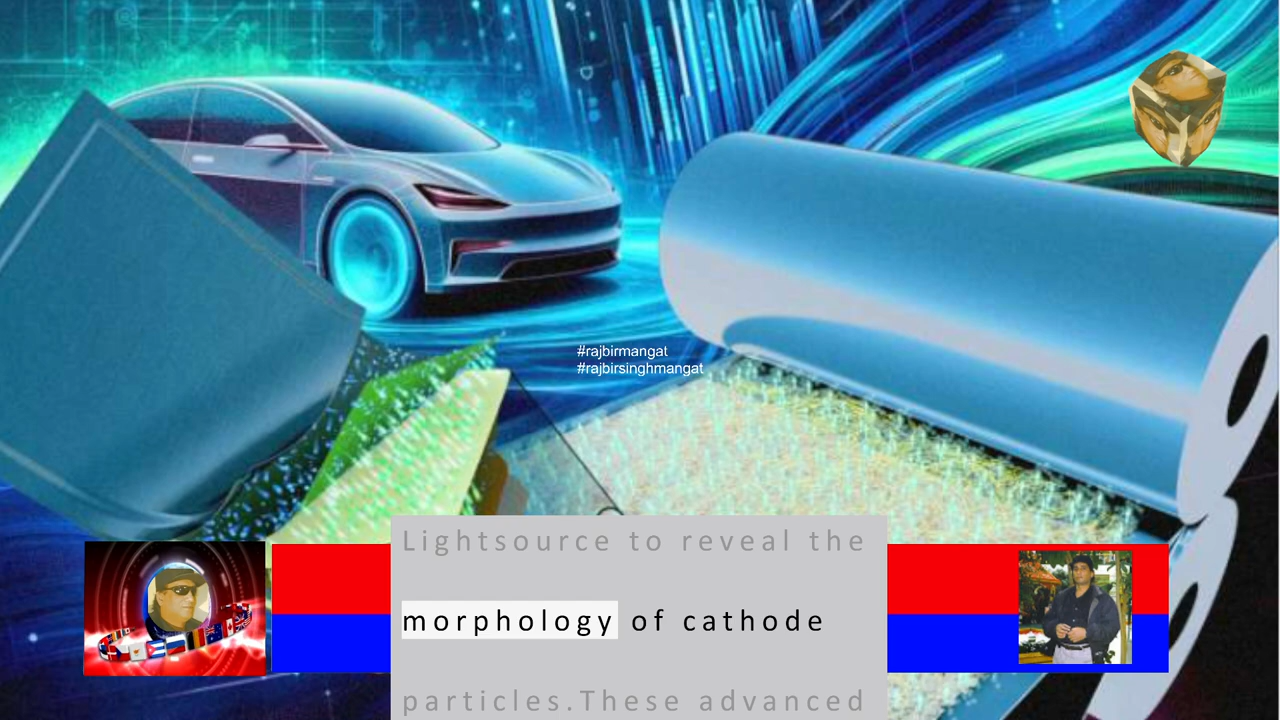 #rajbirmangat
#rajbirsinghmangat
Lightsource to reveal the
morphology of cathode
particles.These advanced